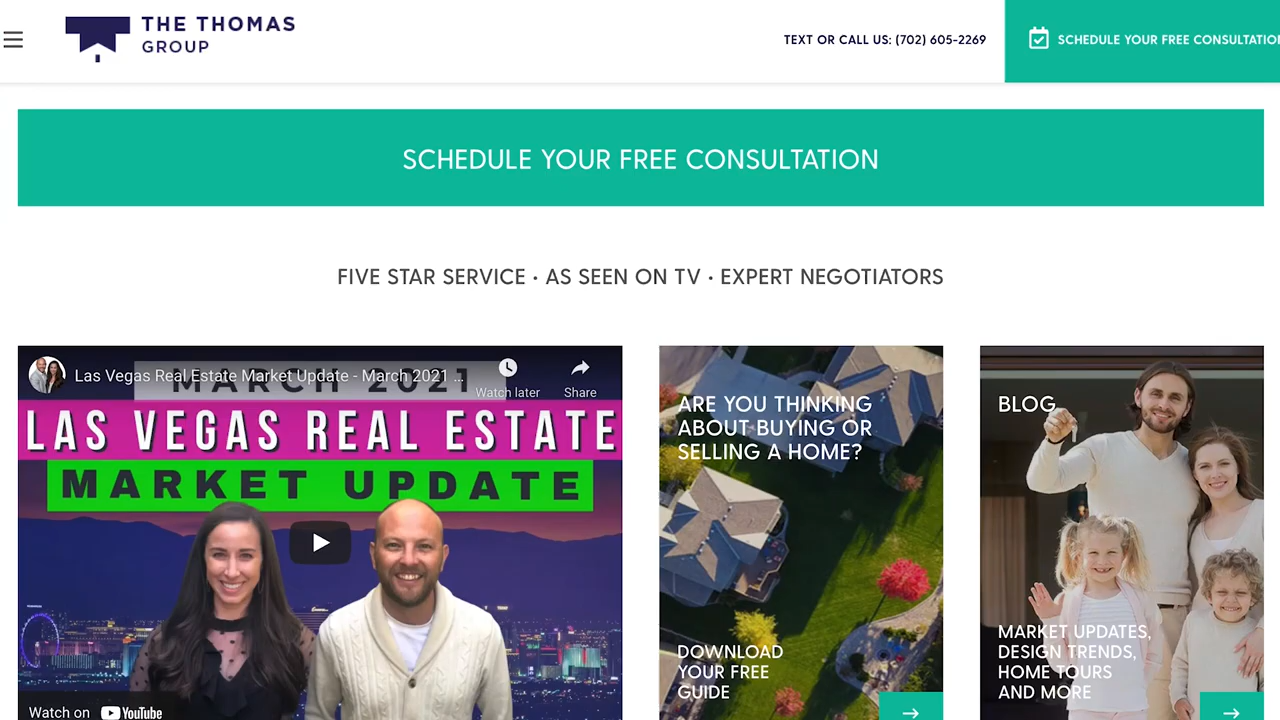 THE THOMAS
GROUP
TEXT OR CALL US: (702) 605-2269
SCHEDULE YOUR FREE CONSULTATION
SCHEDULE YOUR FREE CONSULTATION
FIVE STAR SERVICE • AS SEEN ON TV • EXPERT NEGOTIATORS
Las Vegas Real Estate Market Update - March 2021 ...
Watch later
Share
MARCH 2021
LAS VEGAS REAL ESTATE
MARKET UPDATE
Watch on YouTube
ARE YOU THINKING
ABOUT BUYING OR
SELLING A HOME?
DOWNLOAD
YOUR FREE
GUIDE
BLOG
MARKET UPDATES,
DESIGN TRENDS,
HOME TOURS
AND MORE